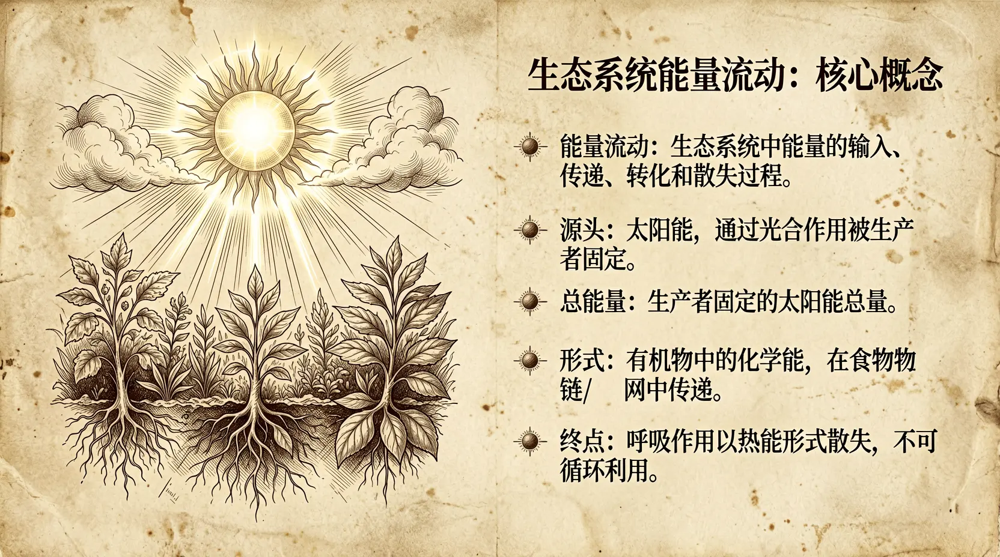 生态系统能量流动：核心概念
能量流动：生态系统中能量的输入、
传递、转化和散失过程。
源头：太阳能，通过光合作用被生产
者固定。
总能量：生产者固定的太阳能总量。
形式：有机物中的化学能，在食物物
链/ 网中传递。
终点：呼吸作用以热能形式散失，不可
循环利用。